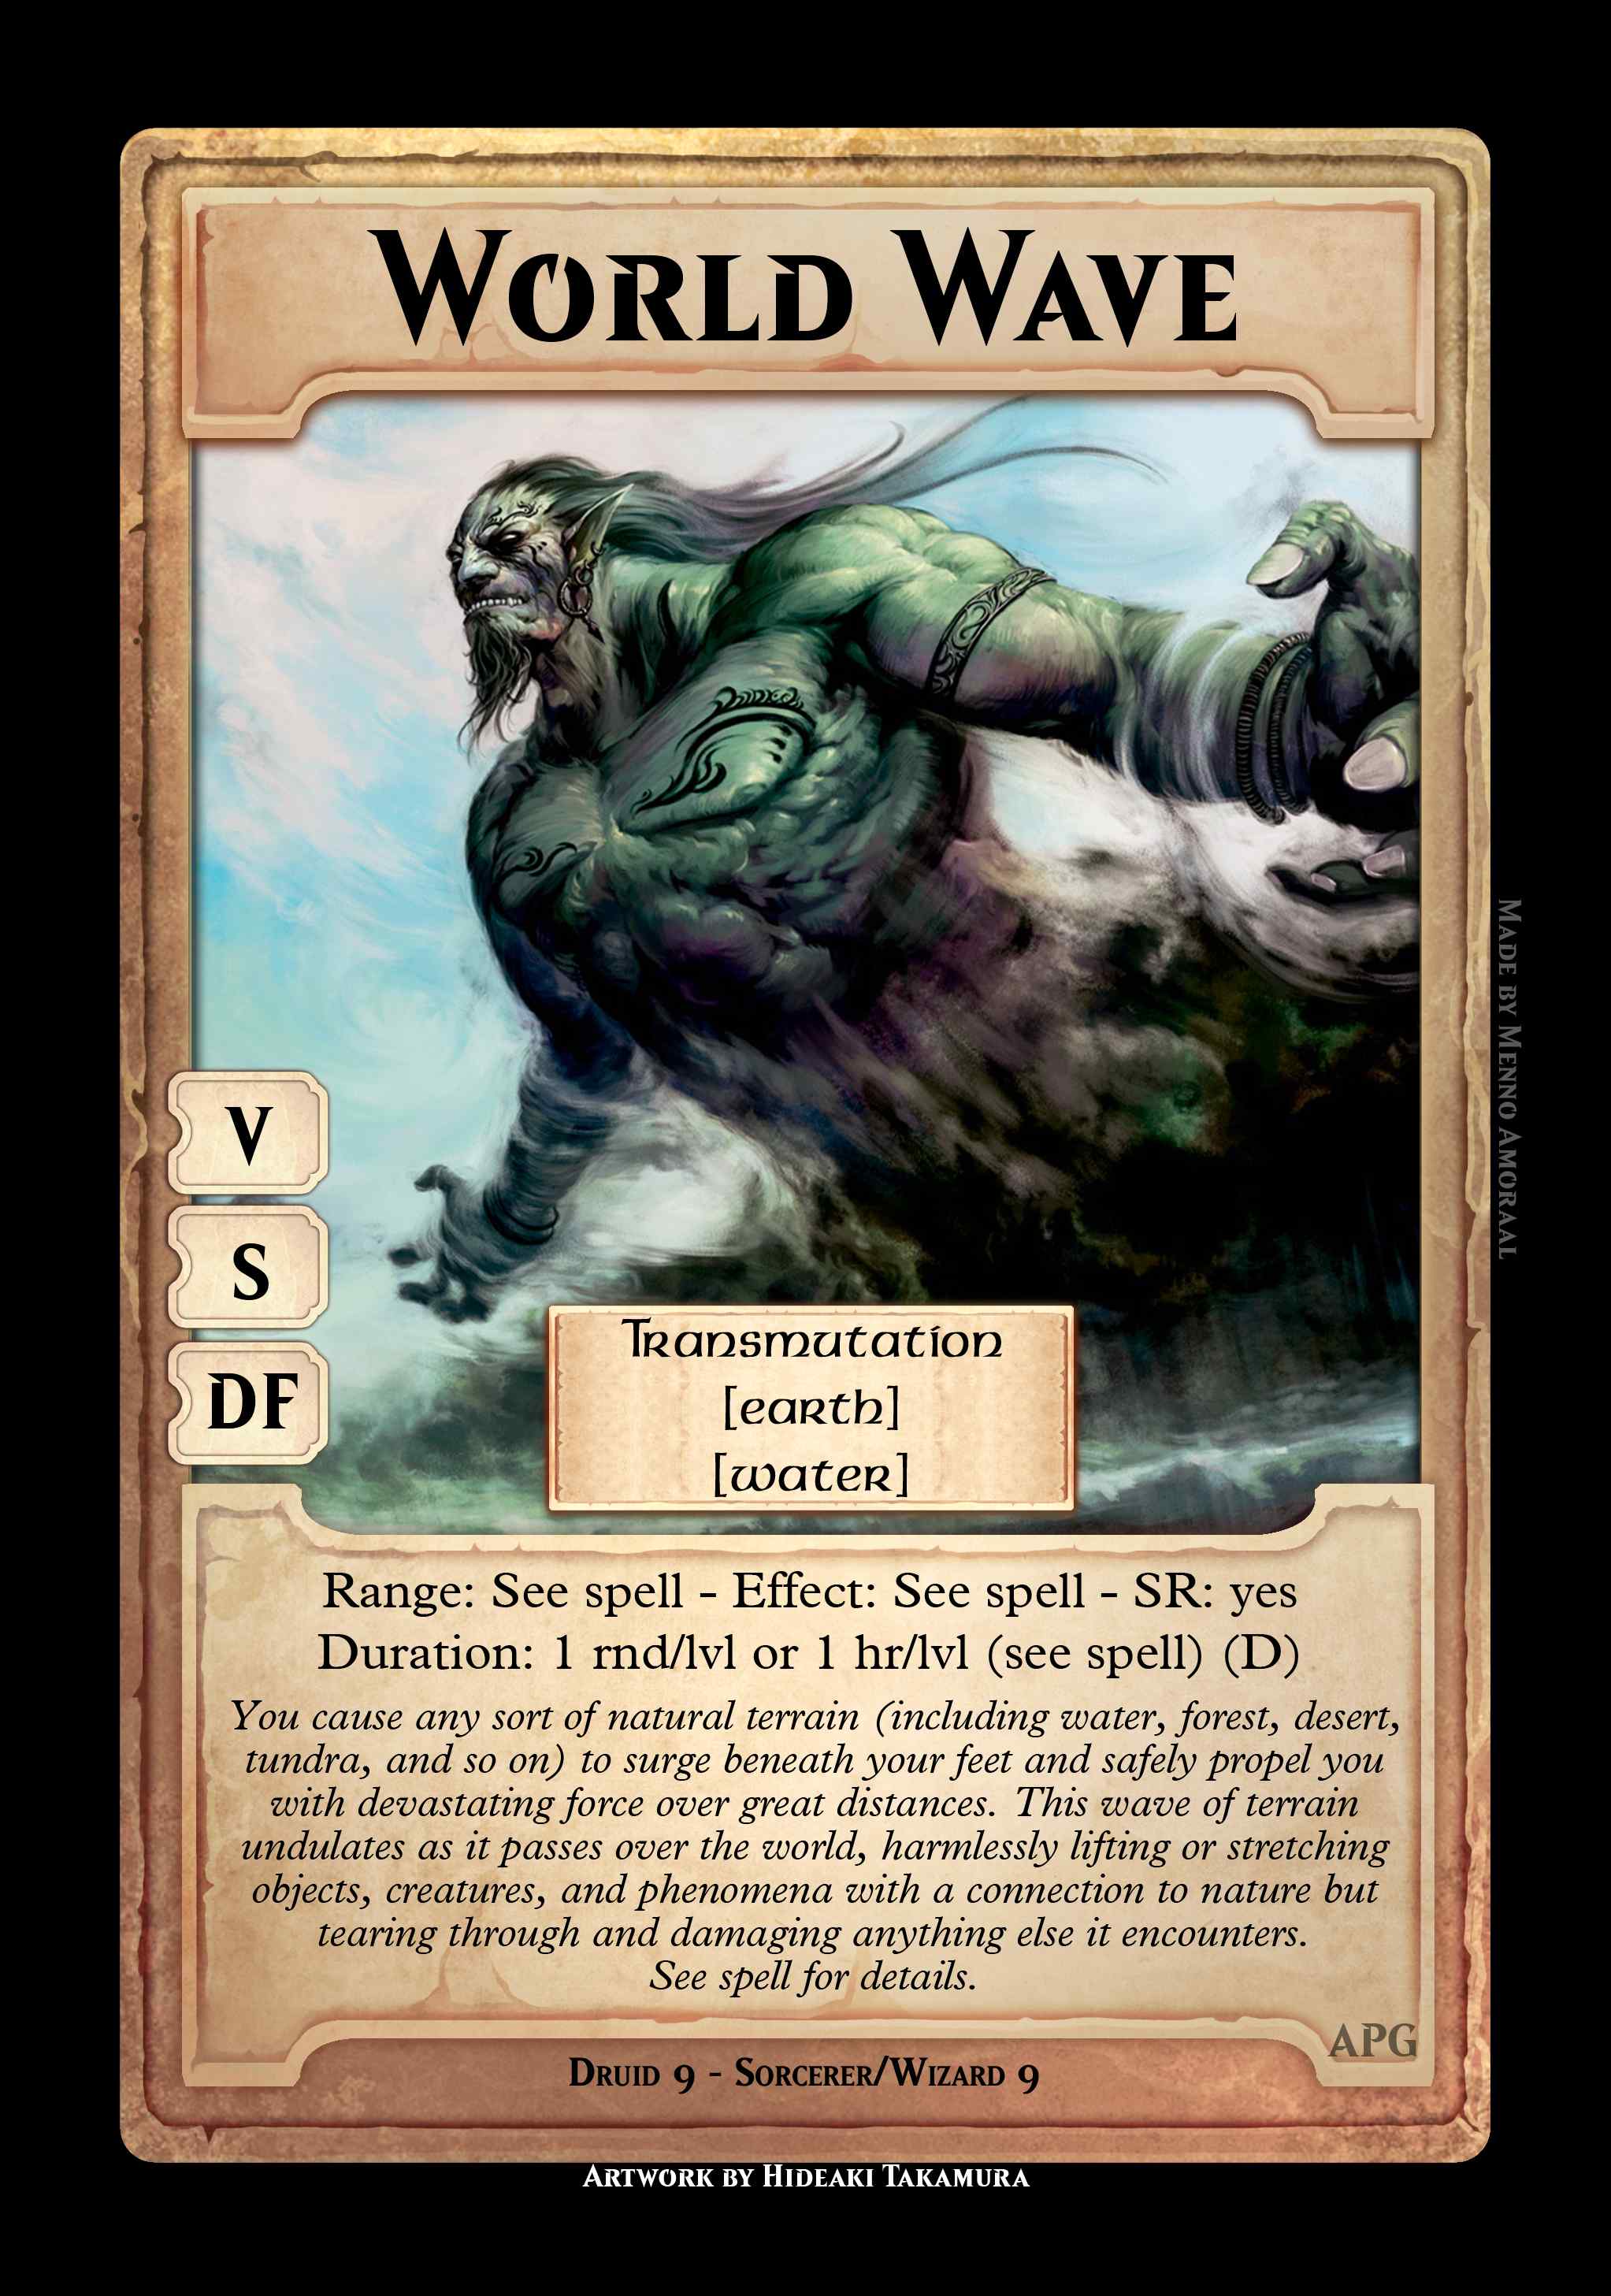 World Wave
V
S
DF
Transmutation
[earth]
[water]
Range: See spell - Effect: See spell - SR: yes
Duration: 1 rnd/lvl or 1 hr/lvl (see spell) (D)
You cause any sort of natural terrain (including water, forest, desert,
tundra, and so on) to surge beneath your feet and safely propel you
with devastating force over great distances. This wave of terrain
undulates as it passes over the world, harmlessly lifting or stretching
objects, creatures, and phenomena with a connection to nature but
tearing through and damaging anything else it encounters.
See spell for details.
APG
Druid 9 - Sorcerer/Wizard 9
Artwork by Hideaki Takamura
Made by Menno Amoraal